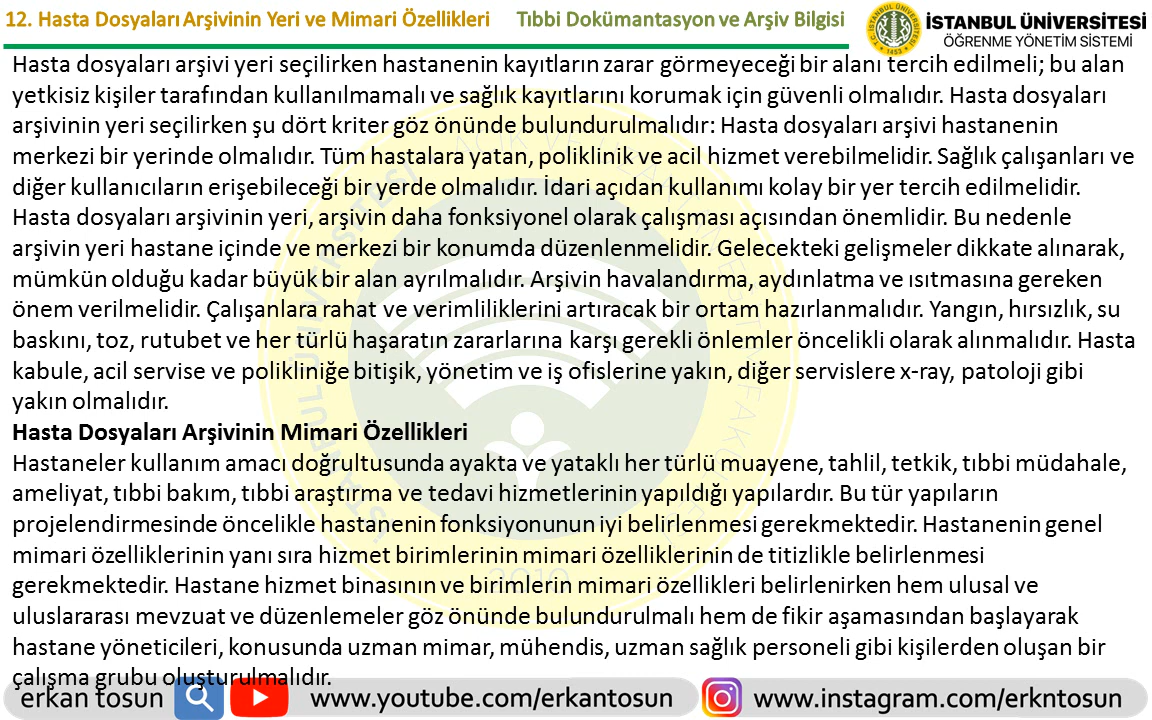 12. Hasta Dosyaları Arşivinin Yeri ve Mimari Özellikleri Tıbbi Dokümantasyon ve Arşiv Bilgisi
İSTANBUL ÜNİVERSİTESİ
ÖĞRENME YÖNETİM SİSTEMİ
Hasta dosyaları arşivi yeri seçilirken hastanenin kayıtların zarar görmeyeceği bir alanı tercih edilmeli; bu alan
yetkisiz kişiler tarafından kullanılmamalı ve sağlık kayıtlarını korumak için güvenli olmalıdır. Hasta dosyaları
arşivinin yeri seçilirken şu dört kriter göz önünde bulundurulmalıdır: Hasta dosyaları arşivi hastanenin
merkezi bir yerinde olmalıdır. Tüm hastalara yatan, poliklinik ve acil hizmet verebilmelidir. Sağlık çalışanları ve
diğer kullanıcıların erişebileceği bir yerde olmalıdır. İdari açıdan kullanımı kolay bir yer tercih edilmelidir.
Hasta dosyaları arşivinin yeri, arşivin daha fonksiyonel olarak çalışması açısından önemlidir. Bu nedenle
arşivin yeri hastane içinde ve merkezi bir konumda düzenlenmelidir. Gelecekteki gelişmeler dikkate alınarak,
mümkün olduğu kadar büyük bir alan ayrılmalıdır. Arşivin havalandırma, aydınlatma ve ısıtmasına gereken
önem verilmelidir. Çalışanlara rahat ve verimliliklerini artıracak bir ortam hazırlanmalıdır. Yangın, hırsızlık, su
baskını, toz, rutubet ve her türlü haşaratın zararlarına karşı gerekli önlemler öncelikli olarak alınmalıdır. Hasta
kabule, acil servise ve polikliniğe bitişik, yönetim ve iş ofislerine yakın, diğer servislere x-ray, patoloji gibi
yakın olmalıdır.
Hasta Dosyaları Arşivinin Mimari Özellikleri
Hastaneler kullanım amacı doğrultusunda ayakta ve yataklı her türlü muayene, tahlil, tetkik, tıbbi müdahale,
ameliyat, tıbbi bakım, tıbbi araştırma ve tedavi hizmetlerinin yapıldığı yapılardır. Bu tür yapıların
projelendirmesinde öncelikle hastanenin fonksiyonunun iyi belirlenmesi gerekmektedir. Hastanenin genel
mimari özelliklerinin yanı sıra hizmet birimlerinin mimari özelliklerinin de titizlikle belirlenmesi
gerekmektedir. Hastane hizmet binasının ve birimlerin mimari özellikleri belirlenirken hem ulusal ve
uluslararası mevzuat ve düzenlemeler göz önünde bulundurulmalı hem de fikir aşamasından başlayarak
hastane yöneticileri, konusunda uzman mimar, mühendis, uzman sağlık personeli gibi kişilerden oluşan bir
çalışma grubu oluşturulmalıdır.
erkan tosun www.youtube.com/erkantosun www.instagram.com/erkntosun